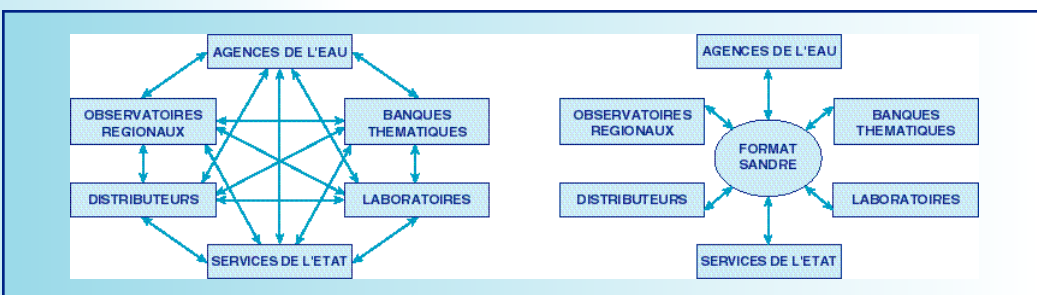 AGENCES DE L'EAU
OBSERVATOIRES
REGIONAUX
BANQUES
THEMATIQUES
DISTRIBUTEURS
LABORATOIRES
SERVICES DE L'ETAT
AGENCES DE L'EAU
OBSERVATOIRES
REGIONAUX
BANQUES
THEMATIQUES
FORMAT
SANDRE
DISTRIBUTEURS
LABORATOIRES
SERVICES DE L'ETAT